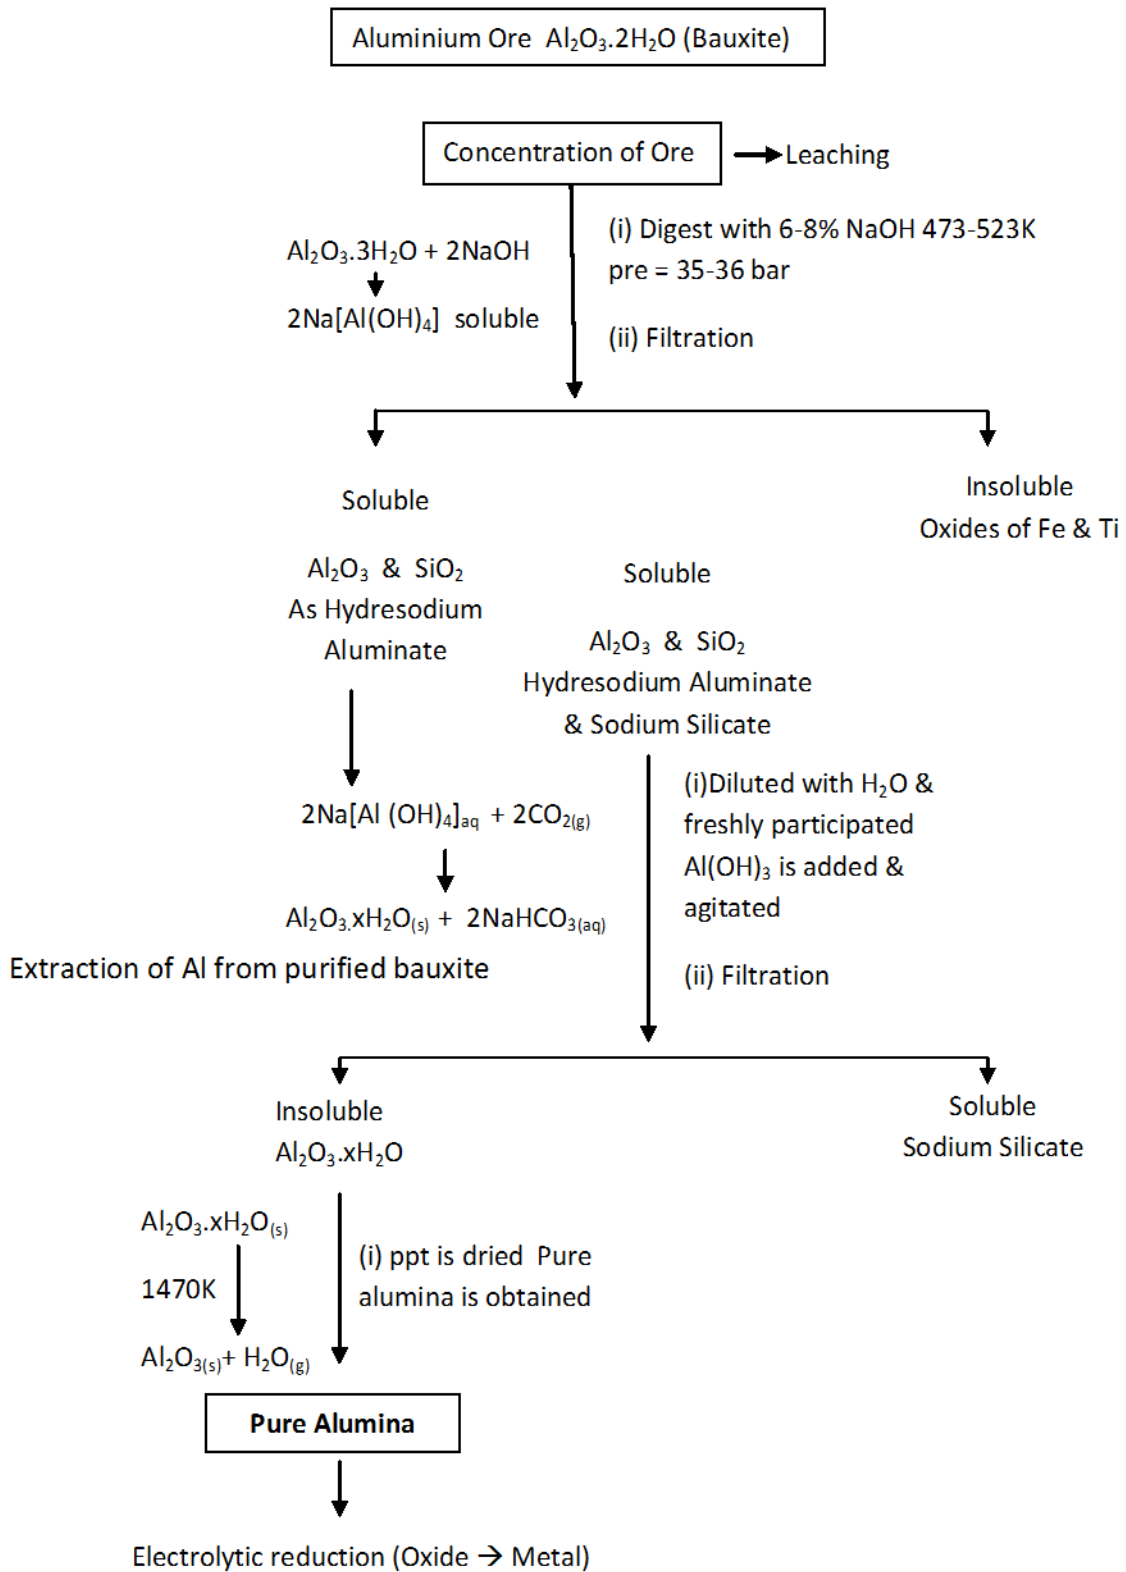 Aluminium Ore Al₂O₃.2H₂O (Bauxite)
Concentration of Ore
Leaching
(i) Digest with 6-8% NaOH 473-523K
pre = 35-36 bar
(ii) Filtration
Al₂O₃.3H₂O + 2NaOH
2Na[Al(OH)₄] soluble
Soluble
Al₂O₃ & SiO₂
As Hydresodium
Aluminate
Insoluble
Oxides of Fe & Ti
Soluble
Al₂O₃ & SiO₂
Hydresodium Aluminate
& Sodium Silicate
2Na[Al (OH)₄]aq + 2CO₂(g)
Al₂O₃.xH₂O(s) + 2NaHCO₃(aq)
(i)Diluted with H₂O &
freshly participated
Al(OH)₃ is added &
agitated
(ii) Filtration
Extraction of Al from purified bauxite
Insoluble
Al₂O₃.xH₂O
Soluble
Sodium Silicate
Al₂O₃.xH₂O(s)
1470K
Al₂O₃(s)+ H₂O(g)
(i) ppt is dried Pure
alumina is obtained
Pure Alumina
Electrolytic reduction (Oxide → Metal)